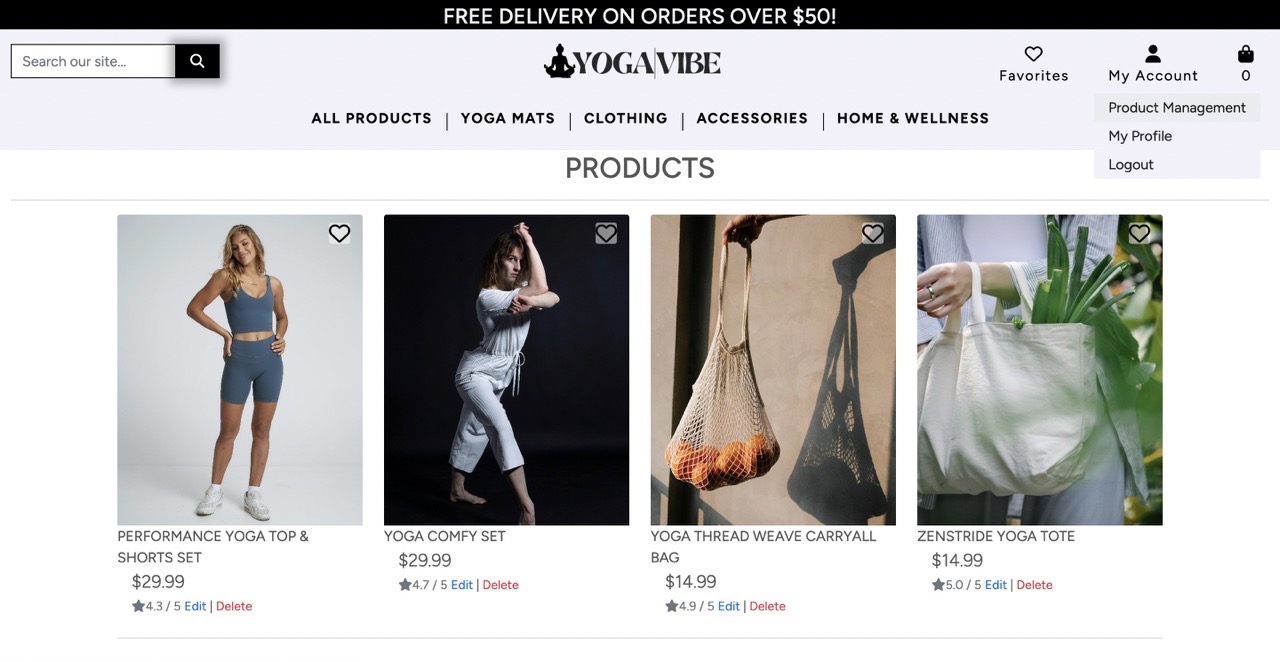 FREE DELIVERY ON ORDERS OVER $50!
Search our site...
YOGA VIBE
Favorites
My Account
0
Product Management
My Profile
Logout
ALL PRODUCTS | YOGA MATS | CLOTHING | ACCESSORIES | HOME & WELLNESS
PRODUCTS
PERFORMANCE YOGA TOP &
SHORTS SET
$29.99
4.3 / 5 Edit | Delete
YOGA COMFY SET
$29.99
4.7 / 5 Edit | Delete
YOGA THREAD WEAVE CARRYALL
BAG
$14.99
4.9 / 5 Edit | Delete
ZENSTRIDE YOGA TOTE
$14.99
5.0 / 5 Edit | Delete